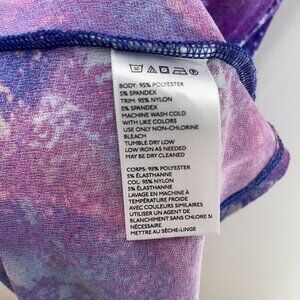 BODY: 95% POLYESTER
5% SPANDEX
TRIM: 95% NYLON
5% SPANDEX
MACHINE WASH COLD
WITH LIKE COLORS
USE ONLY NON-CHLORINE
BLEACH
TUMBLE DRY LOW
LOW IRON AS NEEDED
MAY BE DRY CLEANED
CORPS: 95% POLYESTER
5% ÉLASTHANNE
COL: 95% NYLON
5% ÉLASTHANNE
LAVAGE EN MACHINE À
TEMPÉRATURE FROIDE
AVEC COULEURS SIMILAIRES
UTILISER UN AGENT DE
BLANCHIMENT SANS CHLORE SI
NÉCESSAIRE
METTRE AU SÈCHE-LINGE